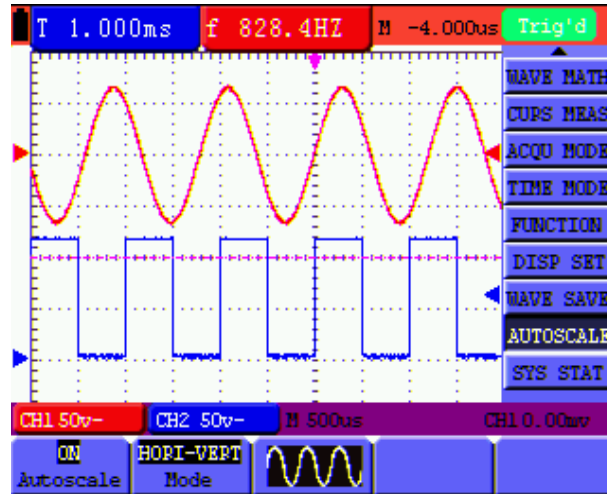 T 1.000ms f 828.4HZ M -4.000us Trig'd
WAVE MATH
CURS MEAS
ACQU MODE
TIME MODE
FUNCTION
DISP SET
WAVE SAVE
AUTOSCALE
SYS STAT
CH1 50v~ CH2 50v~ M 500us CH1 0.00mv
ON
Autoscale
HORI-VERT
Mode